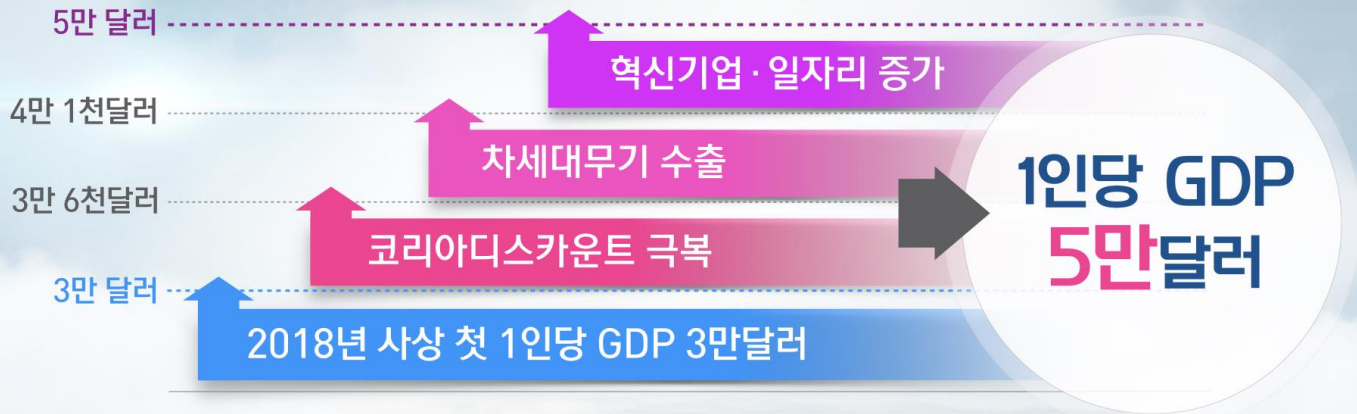 5만 달러
혁신기업·일자리 증가
4만 1천달러
차세대무기 수출
3만 6천달러
코리아디스카운트 극복
3만 달러
2018년 사상 첫 1인당 GDP 3만달러
1인당 GDP
5만달러